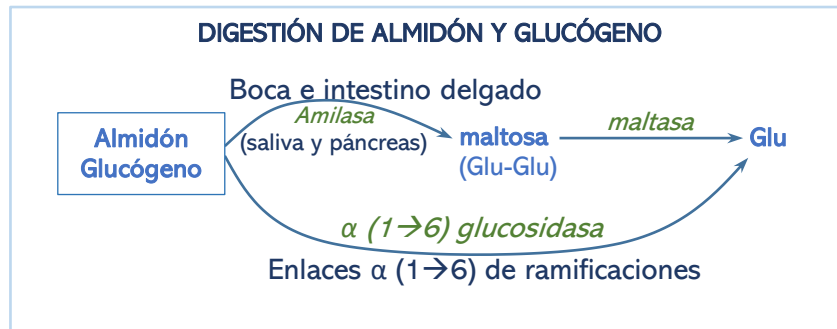 DIGESTIÓN DE ALMIDÓN Y GLUCÓGENO
Boca e intestino delgado
Amilasa
(saliva y páncreas)
Almidón
Glucógeno
maltosa
(Glu-Glu)
maltasa
Glu
α (1→6) glucosidasa
Enlaces α (1→6) de ramificaciones